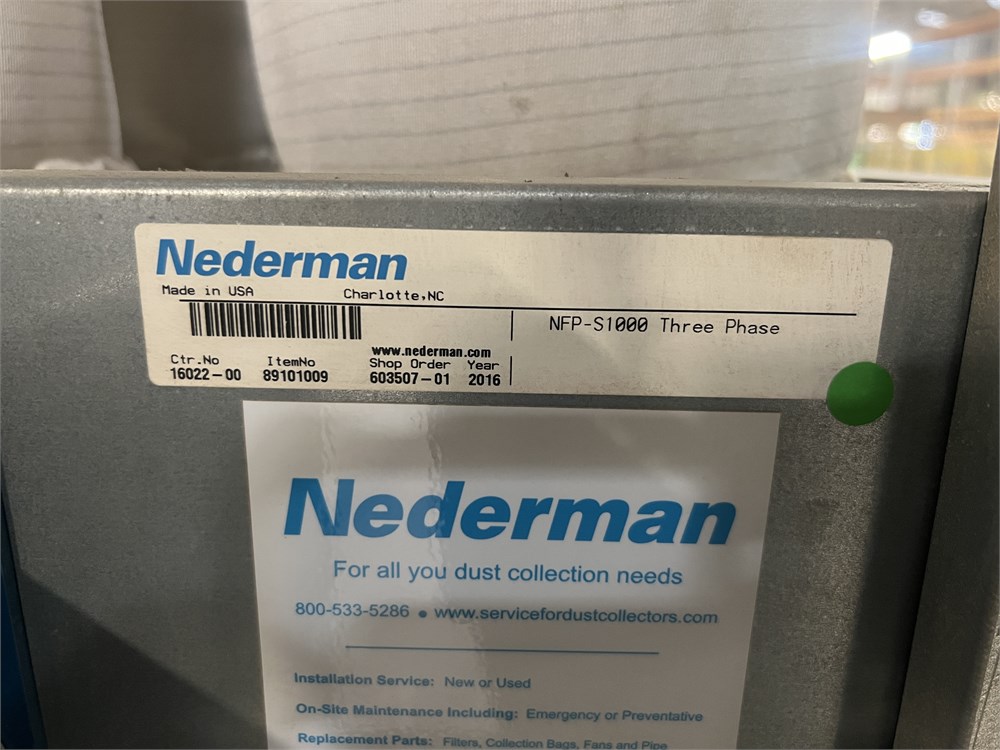 Nederman
Made in USA Charlotte,NC
NFP-S1000 Three Phase
www.nederman.com
Ctr.No ItemNo Shop Order Year
16022-00 89101009 603507-01 2016
Nederman
For all you dust collection needs
800-533-5286 • www.servicefordustcollectors.com
Installation Service: New or Used
On-Site Maintenance Including: Emergency or Preventative
Replacement Parts: Filters, Collection Bags, Fans and Pipe